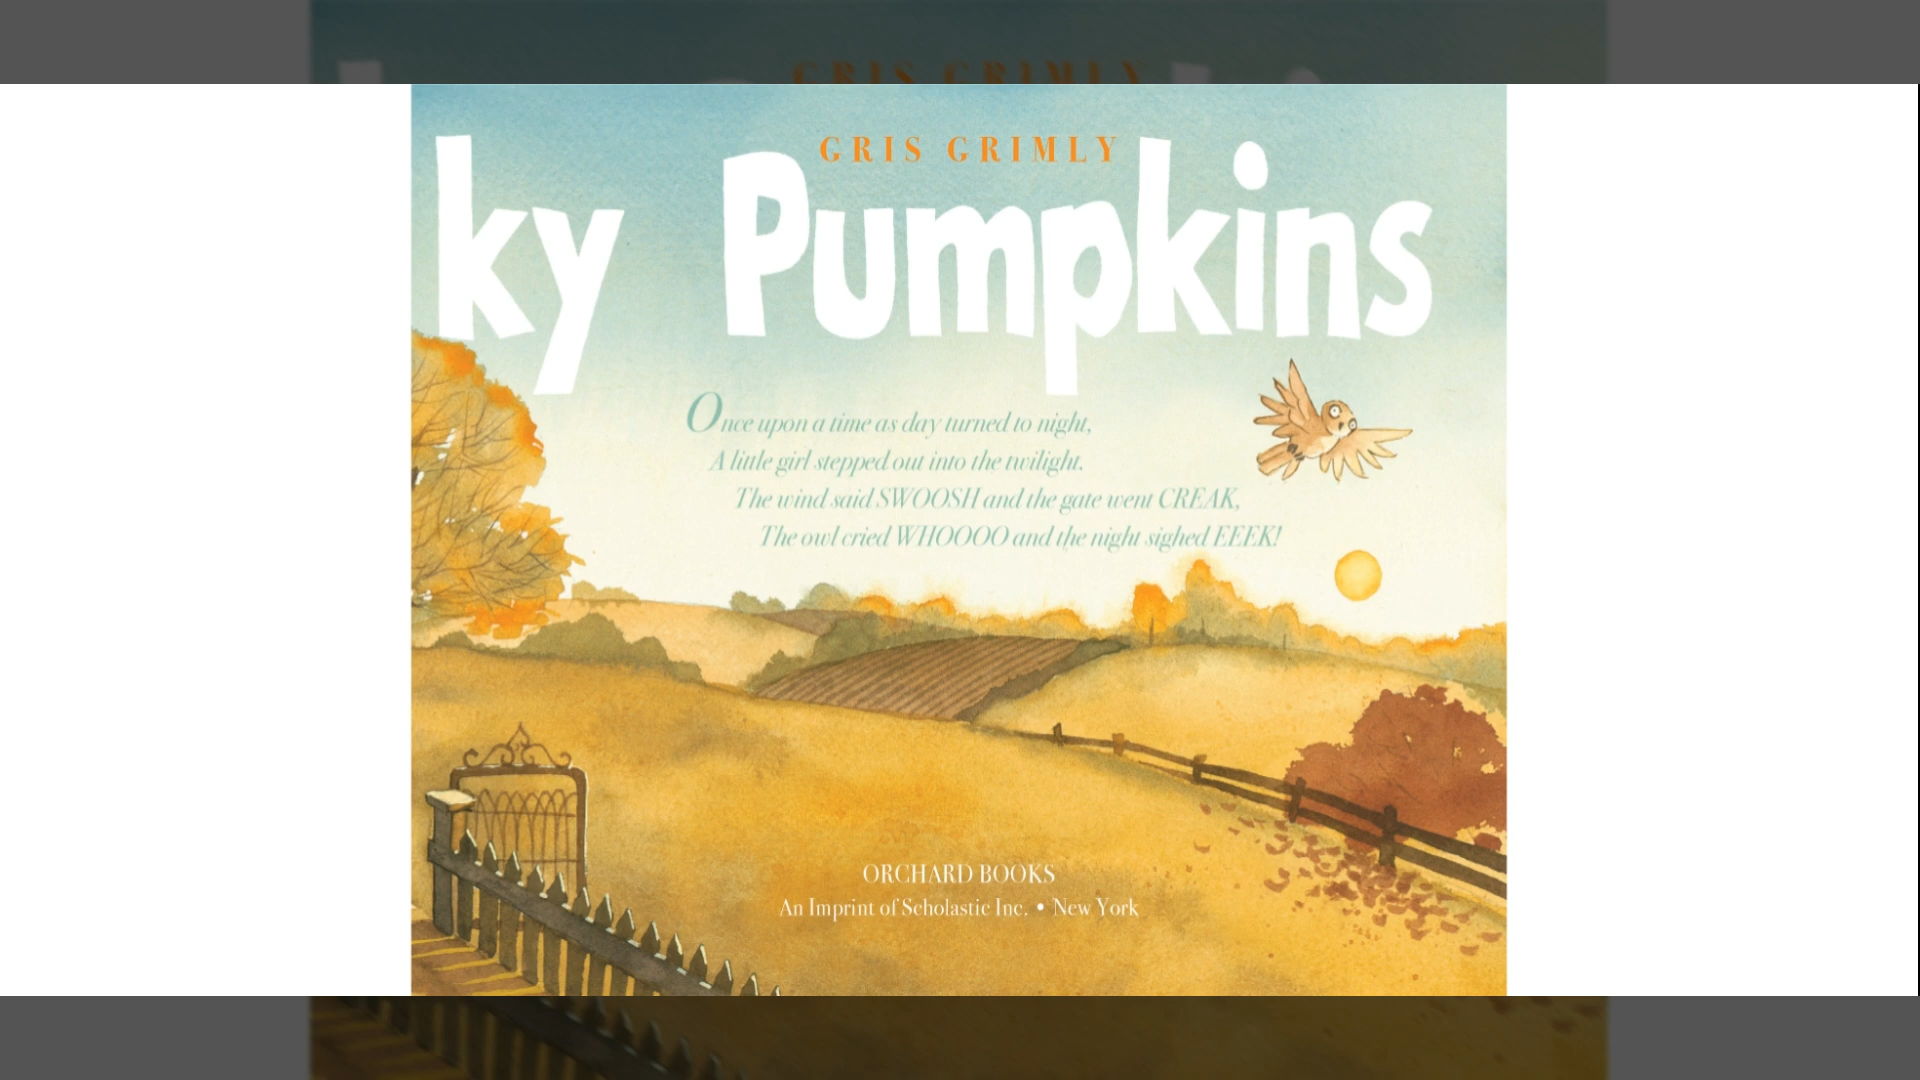 GRIS GRIMLY
ky Pumpkins
Once upon a time as day turned to night,
A little girl stepped out into the twilight.
The wind said SWOOSH and the gate went CREAK,
The owl cried WHOOOO and the night sighed EEEK!
ORCHARD BOOKS
An Imprint of Scholastic Inc. • New York